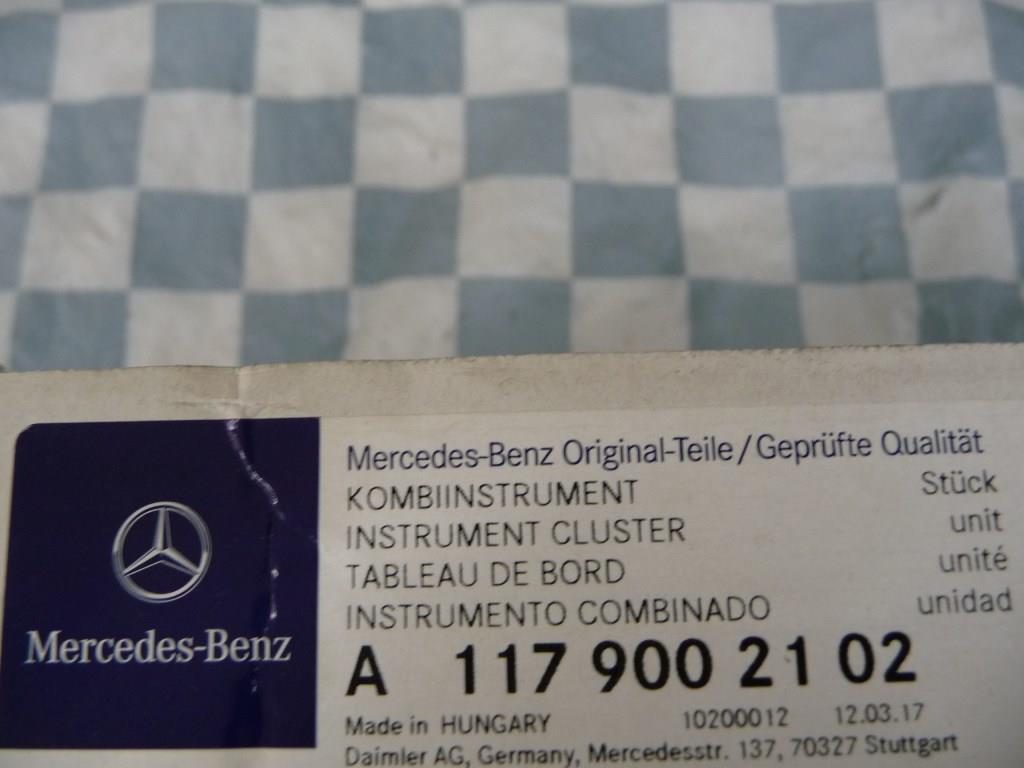 Mercedes-Benz Original-Teile/Geprüfte Qualität
KOMBIINSTRUMENT Stück
INSTRUMENT CLUSTER unit
TABLEAU DE BORD unité
INSTRUMENTO COMBINADO unidad
Mercedes-Benz
A 117 900 21 02
Made in HUNGARY 10200012 12.03.17
Daimler AG, Germany, Mercedesstr. 137, 70327 Stuttgart